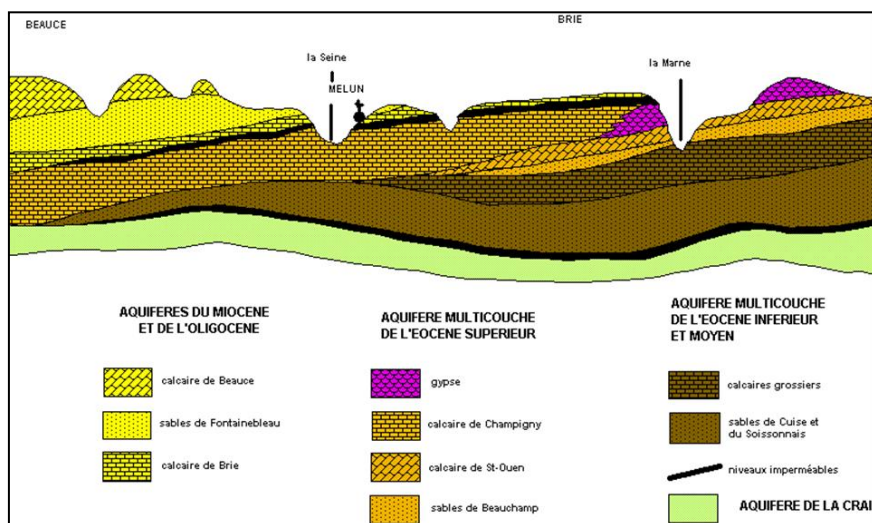 BEAUCE
BRIE
la Seine
MELUN
la Marne
AQUIFERES DU MIOCENE
ET DE L'OLIGOCENE
calcaire de Beauce
sables de Fontainebleau
calcaire de Brie
AQUIFERE MULTICOUCHE
DE L'EOCENE SUPERIEUR
gypse
calcaire de Champigny
calcaire de St-Ouen
sables de Beauchamp
AQUIFERE MULTICOUCHE
DE L'EOCENE INFERIEUR
ET MOYEN
calcaires grossiers
sables de Cuise et
du Soissonnais
niveaux imperméables
AQUIFERE DE LA CRAI